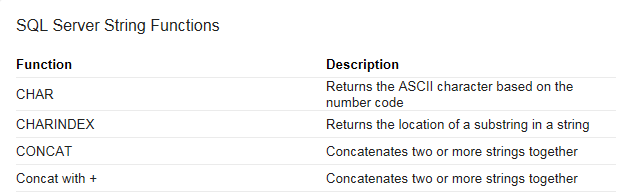 SQL Server String Functions
Function Description
CHAR Returns the ASCII character based on the
number code
CHARINDEX Returns the location of a substring in a string
CONCAT Concatenates two or more strings together
Concat with + Concatenates two or more strings together